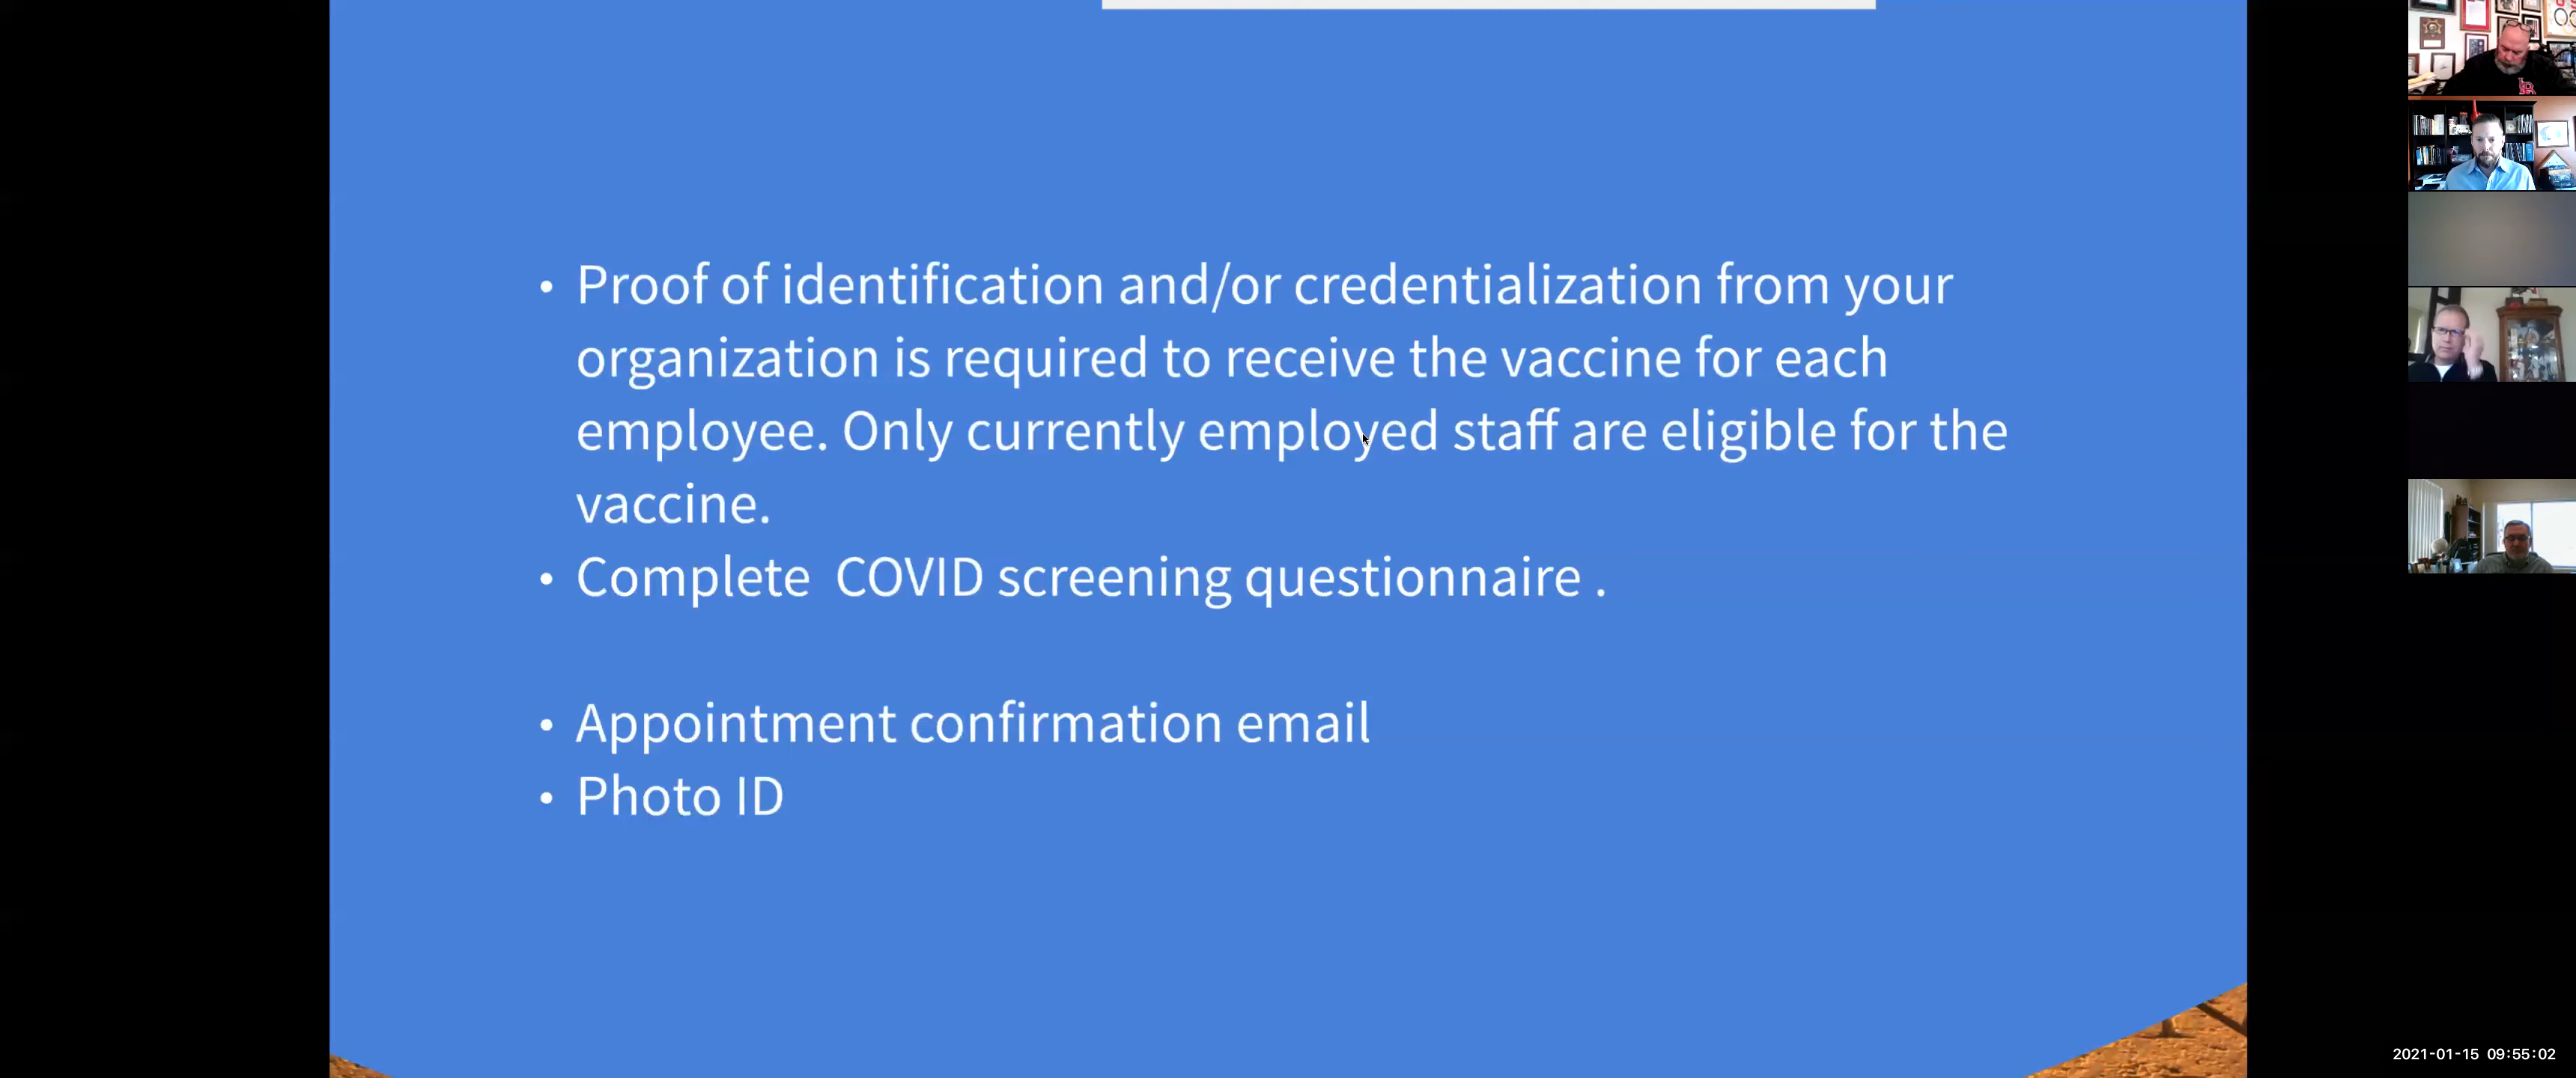 • Proof of identification and/or credentialization from your
organization is required to receive the vaccine for each
employee. Only currently employed staff are eligible for the
vaccine.
• Complete  COVID screening questionnaire .
• Appointment confirmation email
• Photo ID
2021-01-15 09:55:02